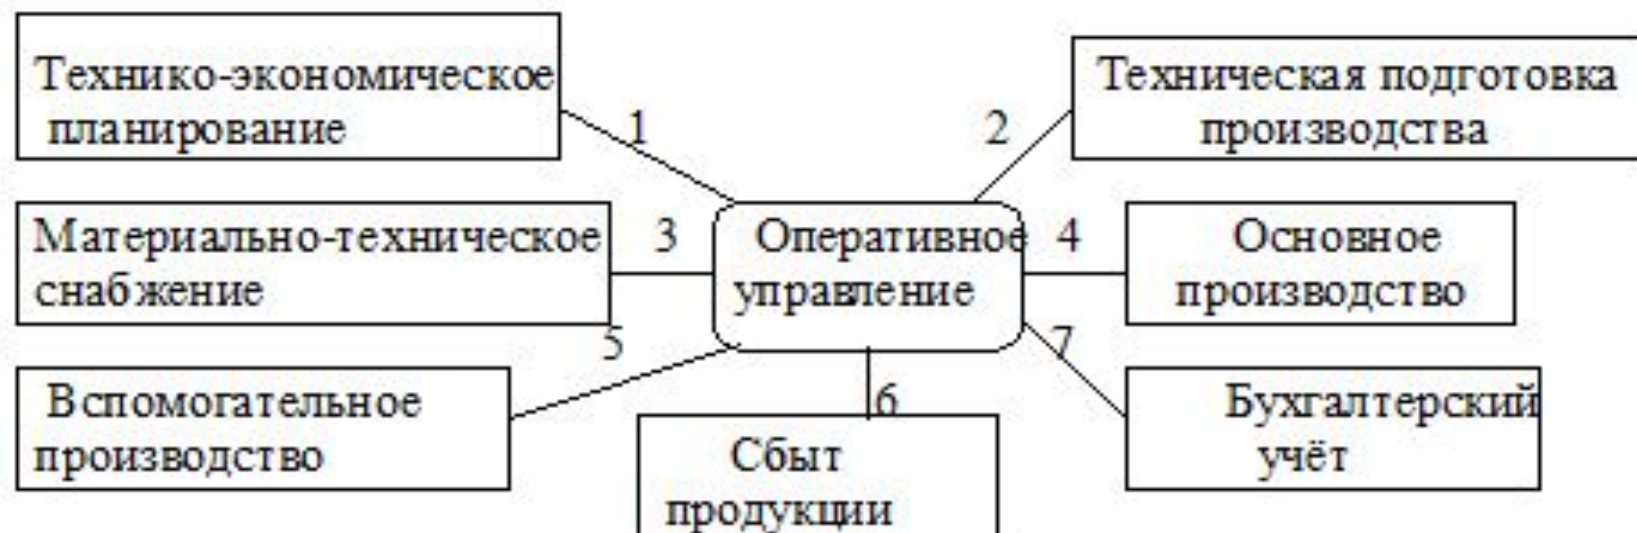 Технико-экономическое
планирование
1
2
Техническая подготовка
производства
Материально-техническое
снабжение
3
Оперативное
управление
4
Основное
производство
5
7
Вспомогательное
производство
6
Сбыт
продукции
Бухгалтерский
учёт